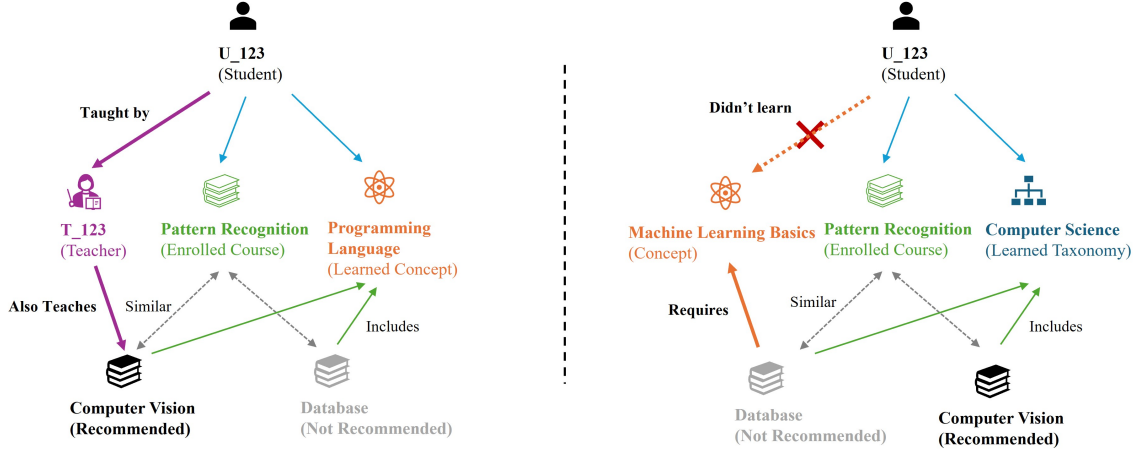 U_123
(Student)
Taught by
T_123
(Teacher)
Pattern Recognition
(Enrolled Course)
Programming
Language
(Learned Concept)
Also Teaches
Similar
Includes
Computer Vision
(Recommended)
Database
(Not Recommended)
U_123
(Student)
Didn't learn
Machine Learning Basics
(Concept)
Pattern Recognition
(Enrolled Course)
Computer Science
(Learned Taxonomy)
Requires
Similar
Includes
Database
(Not Recommended)
Computer Vision
(Recommended)